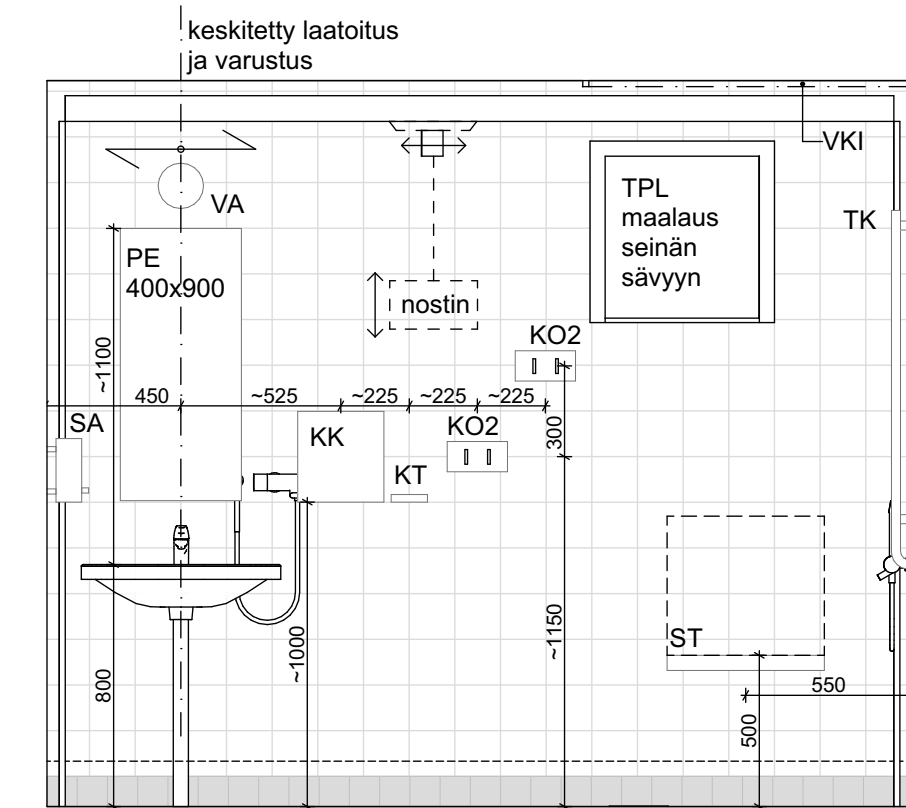 keskitetty laatoitus
ja varustus
VKI
VA
TPL
maalaus
seinän
sävyyn
TK
PE
400x900
nostin
KO2
~1100
450
~525
~225
~225
~225
SA
KK
KO2
300
KT
~1000
~1150
ST
800
550
500